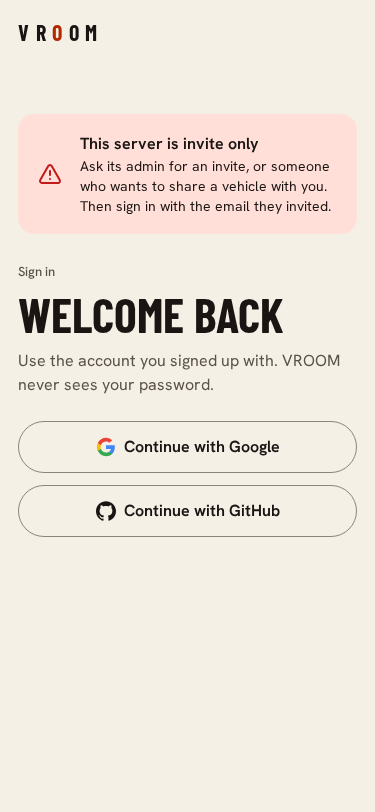 VROOM
This server is invite only
Ask its admin for an invite, or someone
who wants to share a vehicle with you.
Then sign in with the email they invited.
Sign in
WELCOME BACK
Use the account you signed up with. VROOM
never sees your password.
Continue with Google
Continue with GitHub